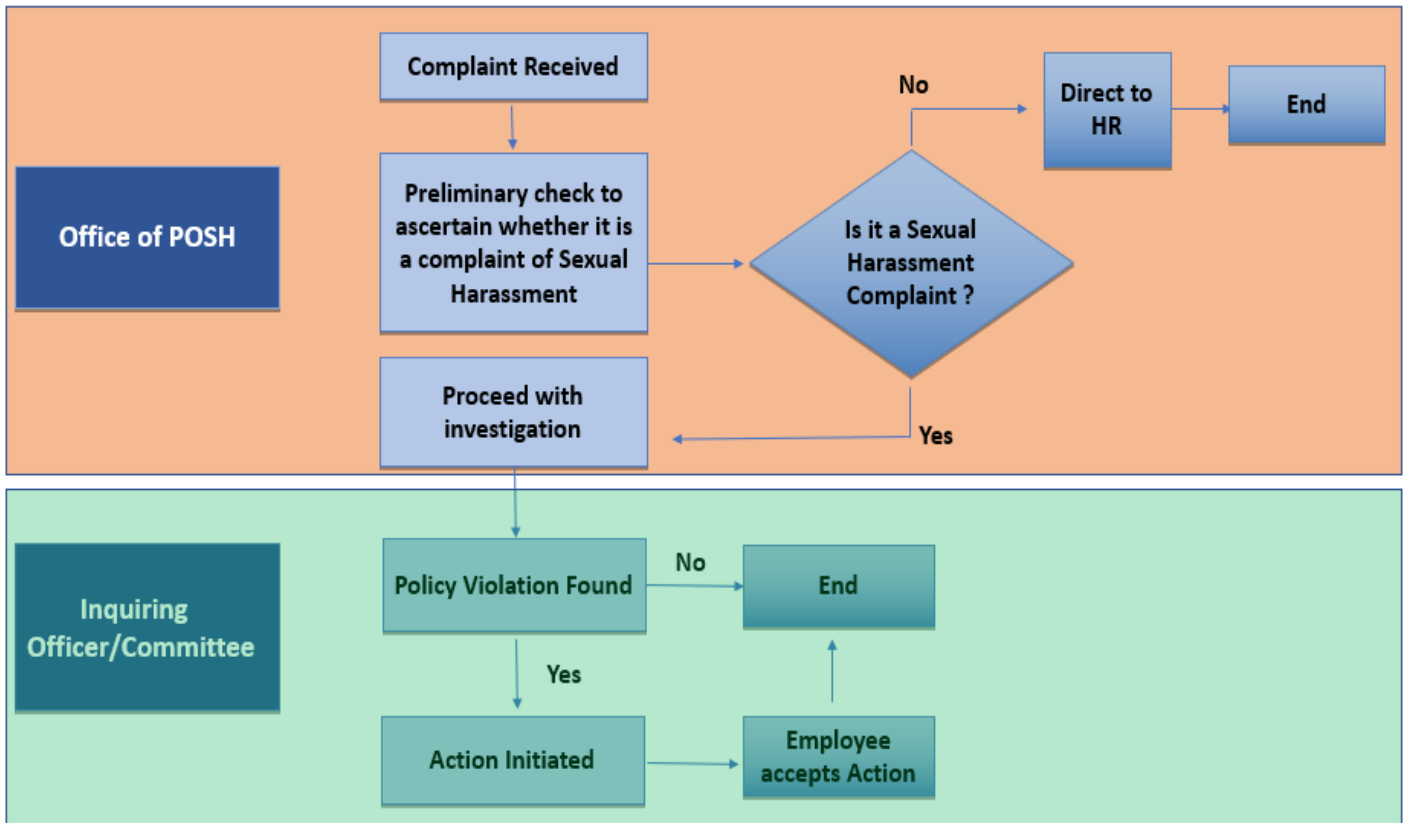 Complaint Received
No
Direct to
HR
End
Office of POSH
Preliminary check to
ascertain whether it is
a complaint of Sexual
Harassment
Is it a Sexual
Harassment
Complaint ?
Proceed with
investigation
Yes
Inquiring
Officer/Committee
Policy Violation Found
No
End
Yes
Action Initiated
Employee
accepts Action